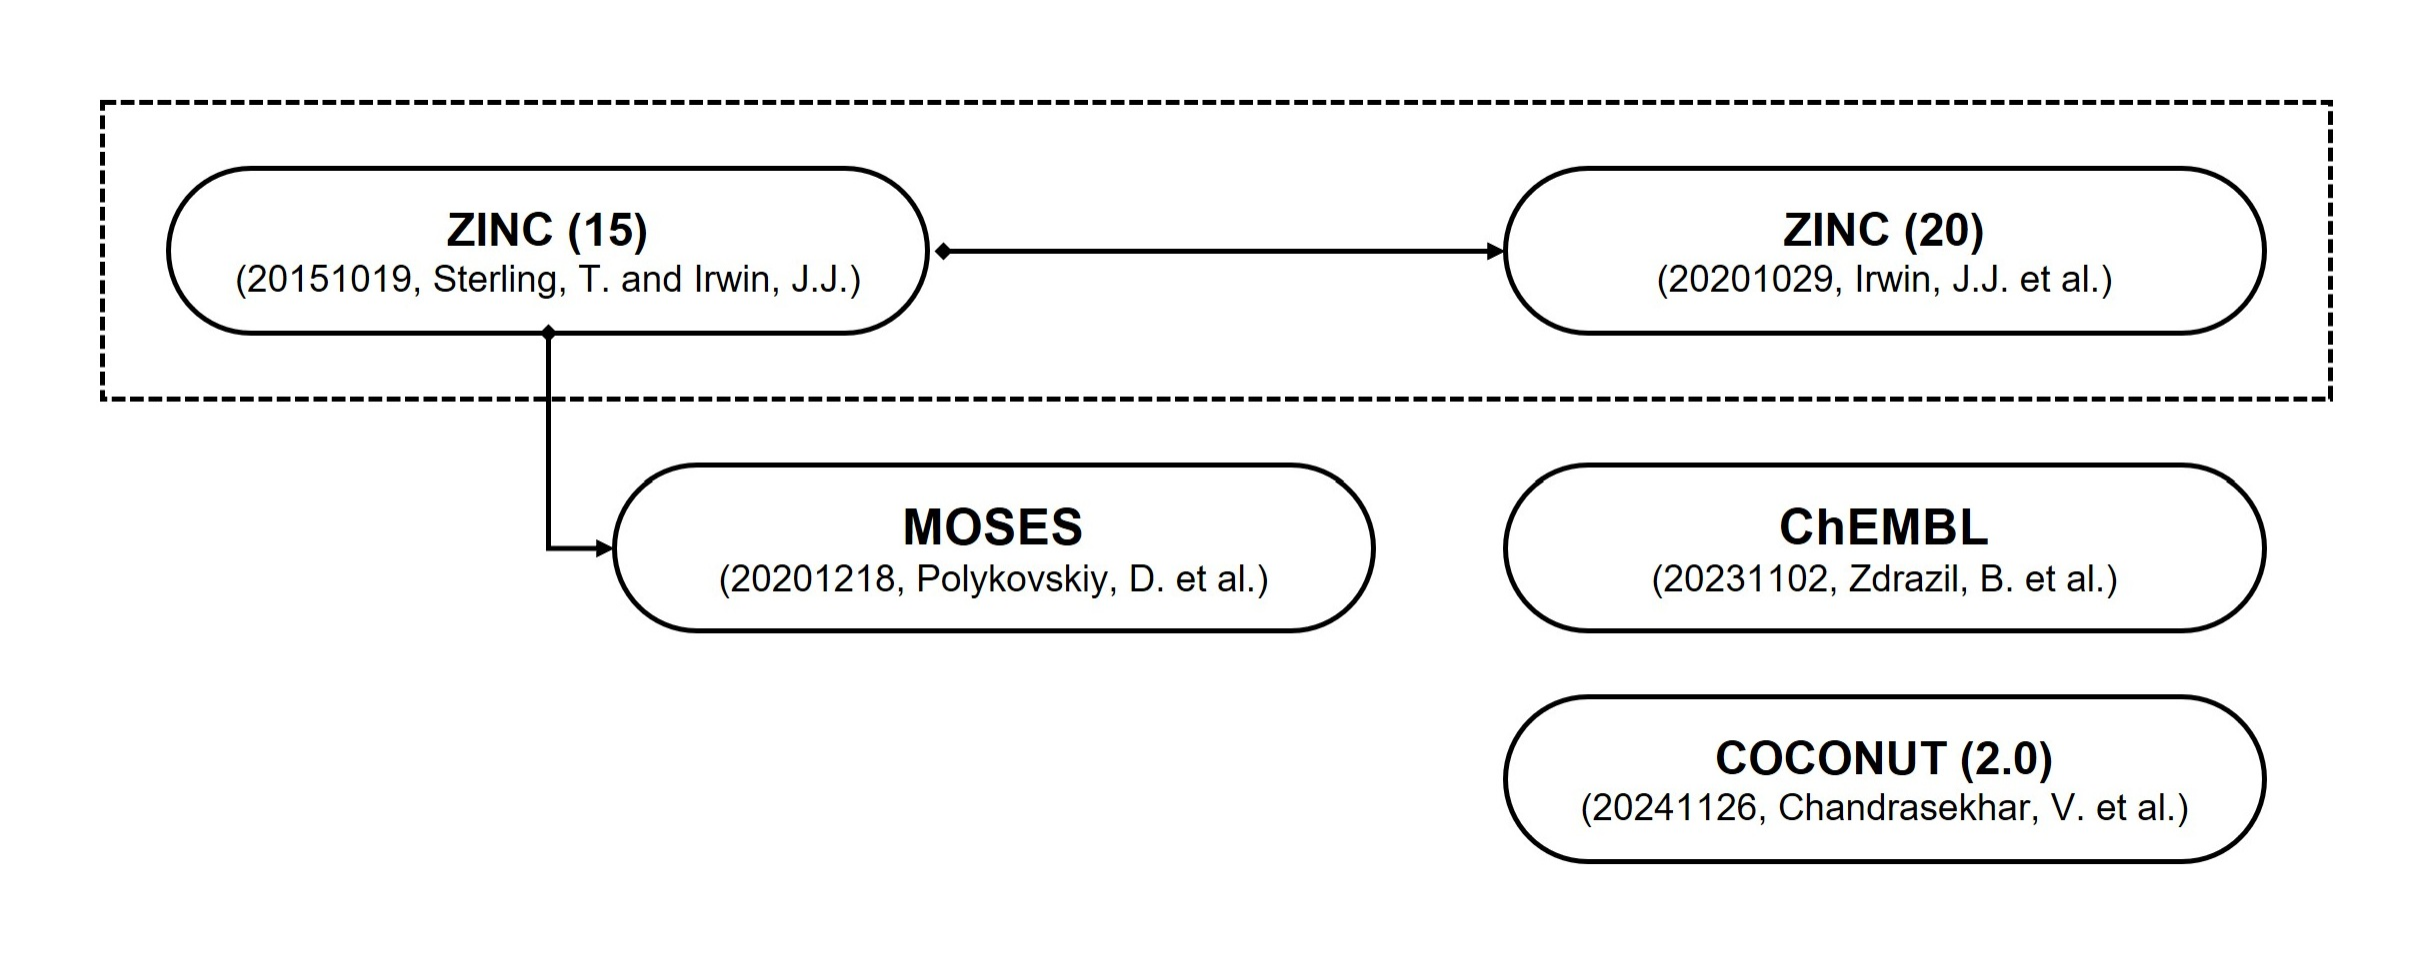 ZINC (15)
(20151019, Sterling, T. and Irwin, J.J.)
ZINC (20)
(20201029, Irwin, J.J. et al.)
MOSES
(20201218, Polykovskiy, D. et al.)
ChEMBL
(20231102, Zdrazil, B. et al.)
COCONUT (2.0)
(20241126, Chandrasekhar, V. et al.)